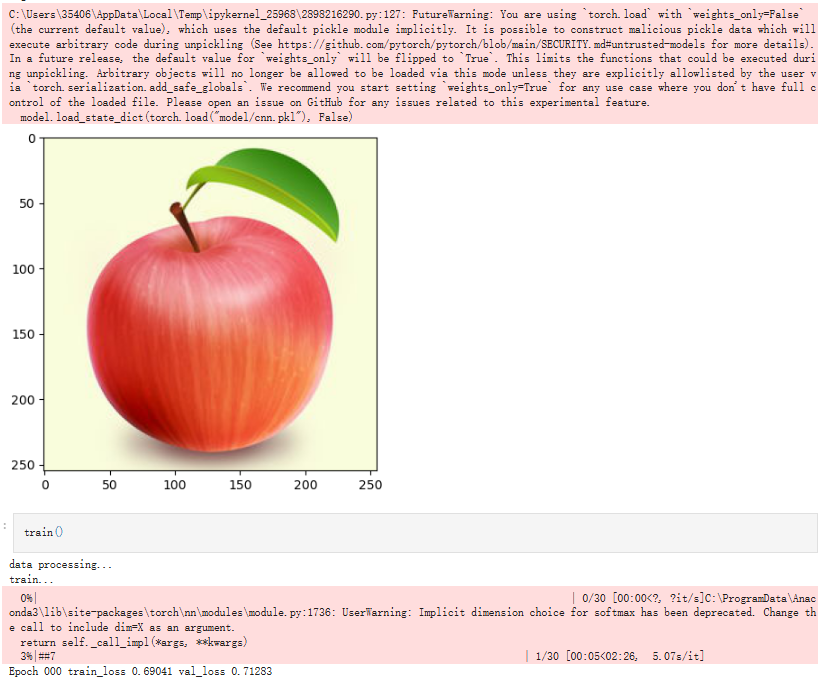 C:\Users\35406\AppData\Local\Temp\ipykernel_25968\2898216290.py:127: FutureWarning: You are using `torch.load` with `weights_only=False`
(the current default value), which uses the default pickle module implicitly. It is possible to construct malicious pickle data which will
execute arbitrary code during unpickling (See https://github.com/pytorch/pytorch/blob/main/SECURITY.md#untrusted-models for more details).
In a future release, the default value for `weights_only` will be flipped to `True`. This limits the functions that could be executed duri
ng unpickling. Arbitrary objects will no longer be allowed to be loaded via this mode unless they are explicitly allowlisted by the user v
ia `torch.serialization.add_safe_globals`. We recommend you start setting `weights_only=True` for any use case where you don't have full c
ontrol of the loaded file. Please open an issue on GitHub for any issues related to this experimental feature.
model.load_state_dict(torch.load("model/cnn.pkl"), False)
0
50
100
150
200
250
0 50 100 150 200 250
:
train()
data processing...
train...
0%| | 0/30 [00:00<?, ?it/s]C:\ProgramData\Anac
onda3\lib\site-packages\torch\nn\modules\module.py:1736: UserWarning: Implicit dimension choice for softmax has been deprecated. Change th
e call to include dim=X as an argument.
return self._call_impl(*args, **kwargs)
3%|##7 | 1/30 [00:05<02:26, 5.07s/it]
Epoch 000 train_loss 0.69041 val_loss 0.71283